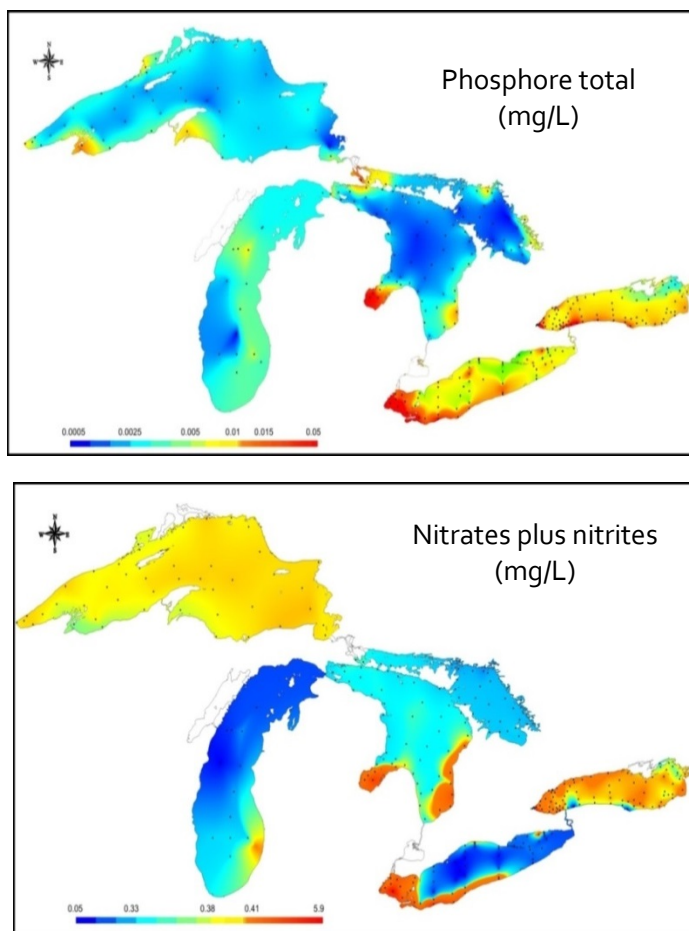 N
W E
S
Phosphore total
(mg/L)
0.0005 0.0025 0.005 0.01 0.015 0.05
N
W E
S
Nitrates plus nitrites
(mg/L)
0.05 0.33 0.38 0.41 5.9